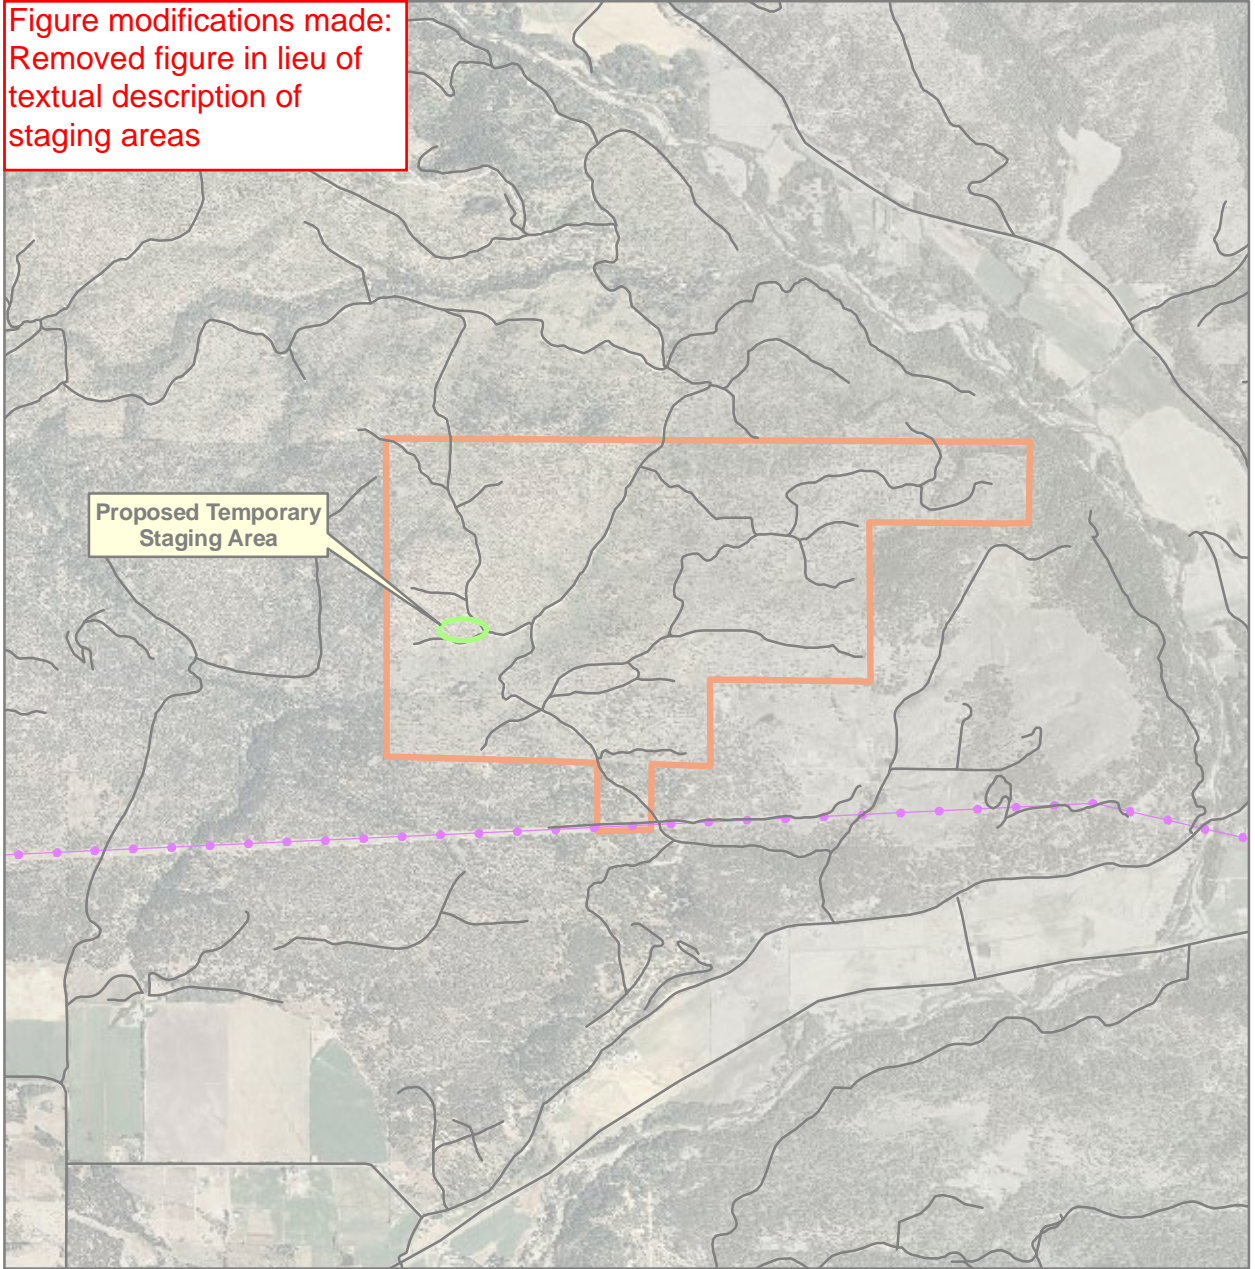 Figure modifications made:
Removed figure in lieu of
textual description of
staging areas
Proposed Temporary
Staging Area